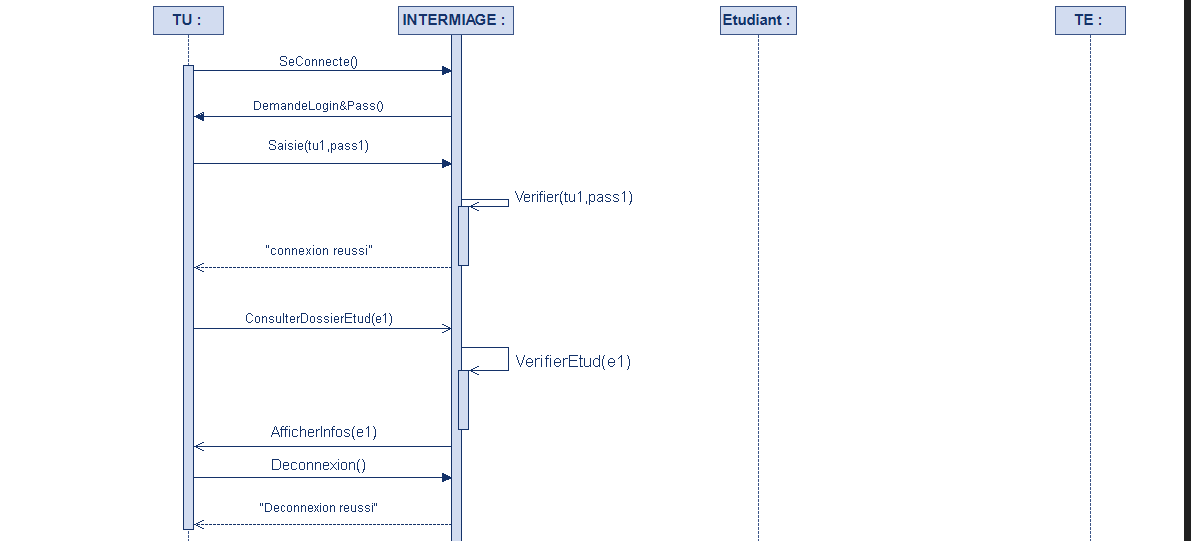 TU :
INTERMIAGE :
Etudiant :
TE :
SeConnecte()
DemandeLogin&Pass()
Saisie(tu1,pass1)
Verifier(tu1,pass1)
"connexion reussi"
ConsulterDossierEtud(e1)
VerifierEtud(e1)
AfficherInfos(e1)
Deconnexion()
"Deconnexion reussi"